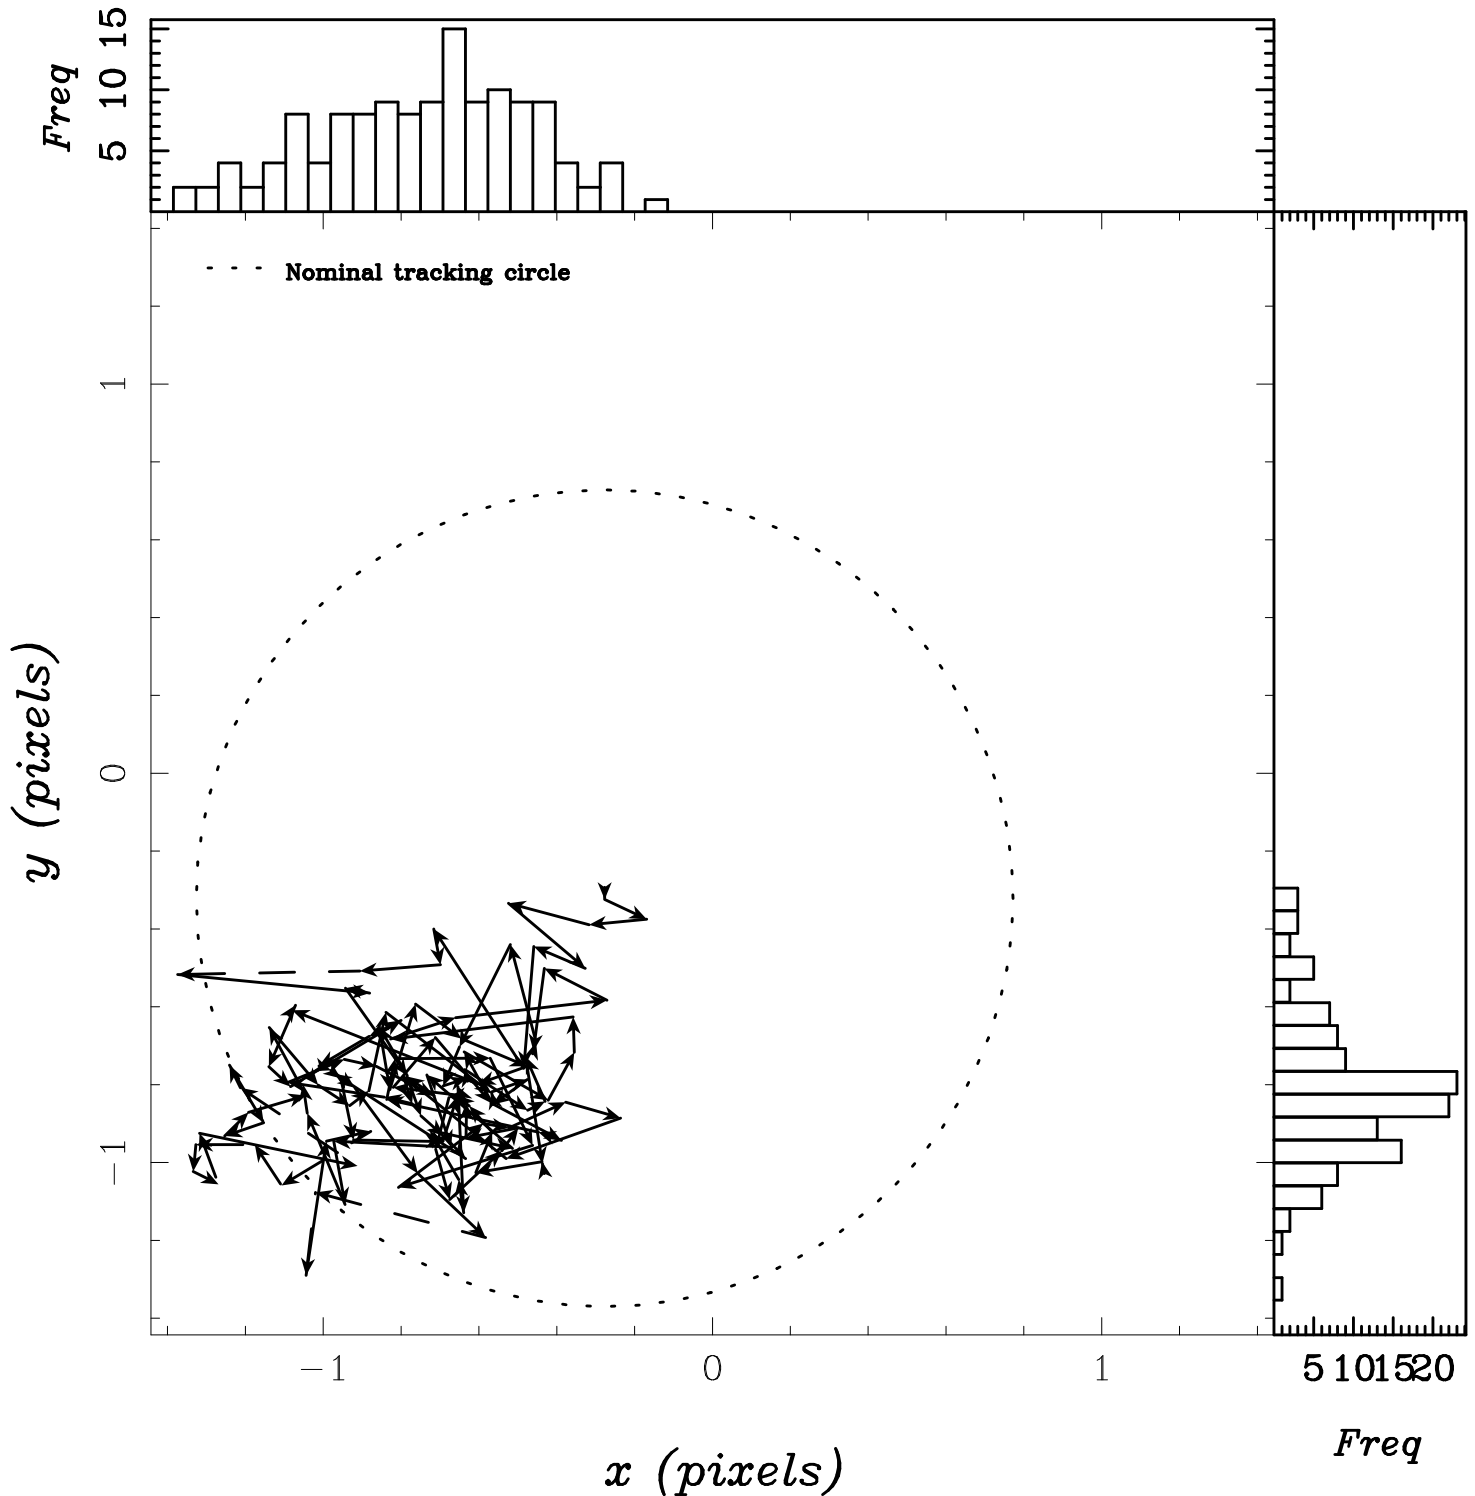 Freq
5 10 15
Nominal tracking circle
1
0
−1
y (pixels)
−1 0 1
5 10 15 20
Freq
x (pixels)